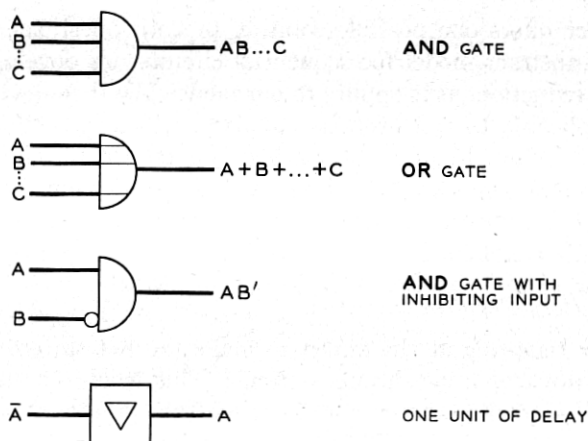 A
B
C
AB...C
AND GATE
A
B
C
A+B+...+C
OR GATE
A
B
AB'
AND GATE WITH
INHIBITING INPUT
Ā
A
ONE UNIT OF DELAY